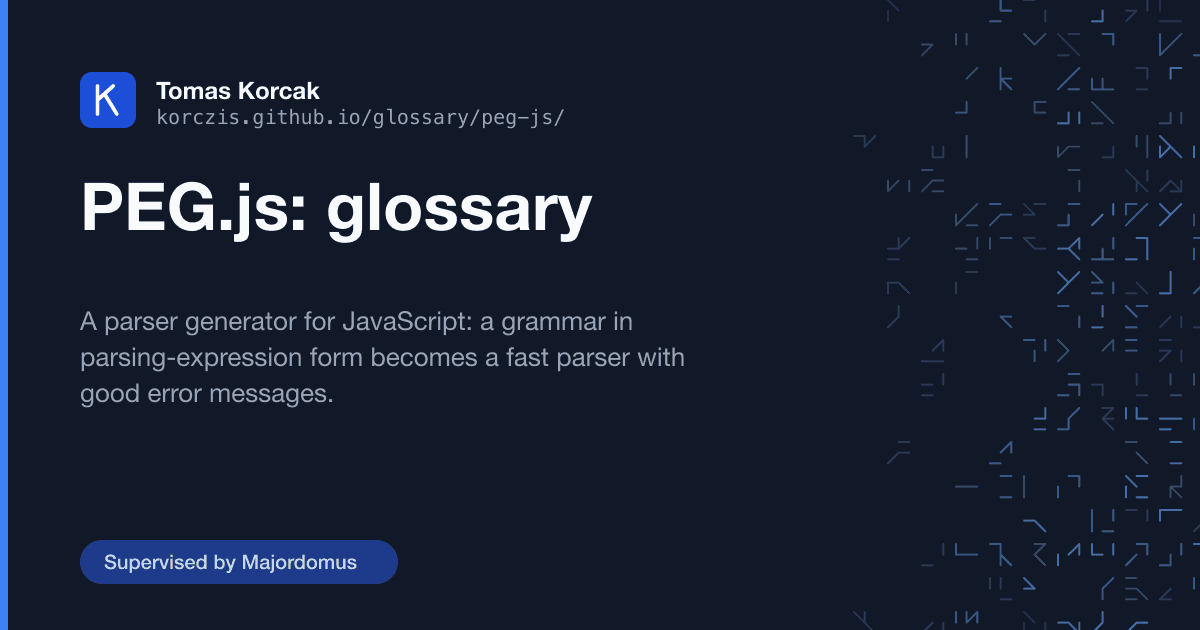 Tomas Korcak
korczis.github.io/glossary/peg-js/
PEG.js: glossary
A parser generator for JavaScript: a grammar in
parsing-expression form becomes a fast parser with
good error messages.
Supervised by Majordomus